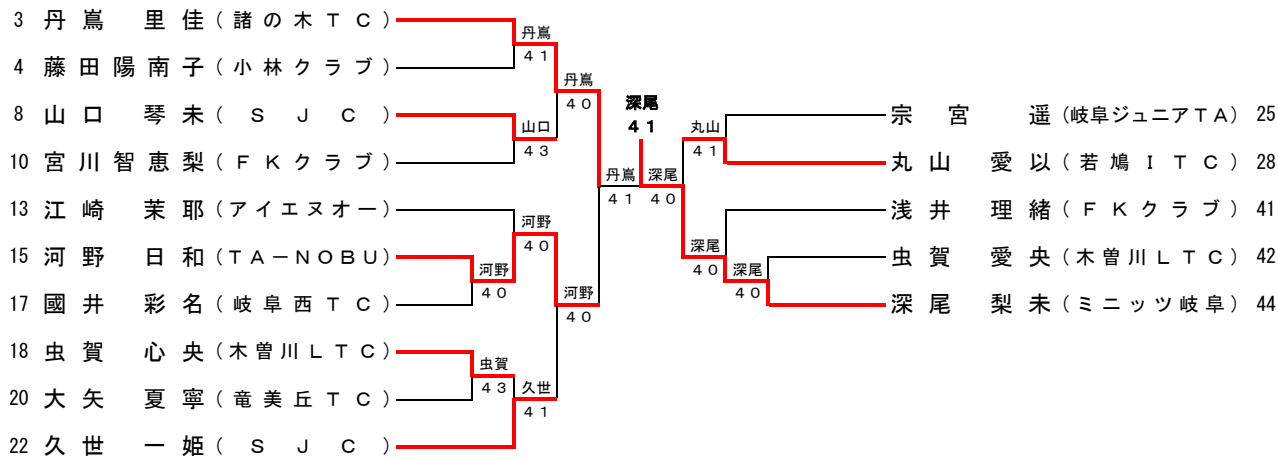 3 丹嶌 里佳 (諸の木TC)
4 藤田陽南子 (小林クラブ)
8 山口 琴未 (SJC)
10 宮川智恵梨 (FKクラブ)
13 江崎 茉耶 (アイエヌオー)
15 河野 日和 (TA-NOBU)
17 國井 彩名 (岐阜西TC)
18 虫賀 心央 (木曽川LTC)
20 大矢 夏寧 (竜美丘TC)
22 久世 一姫 (SJC)
丹嶌
41
山口
43
河野
40
河野
40
虫賀
43
久世
41
丹嶌
40
河野
40
丹嶌
41
深尾
41
深尾
40
丸山
41
深尾
40
深尾
40
宗宮 遥 (岐阜ジュニアTA) 25
丸山 愛以 (若鳩ITC) 28
浅井 理緒 (FKクラブ) 41
虫賀 愛央 (木曽川LTC) 42
深尾 梨未 (ミニッツ岐阜) 44